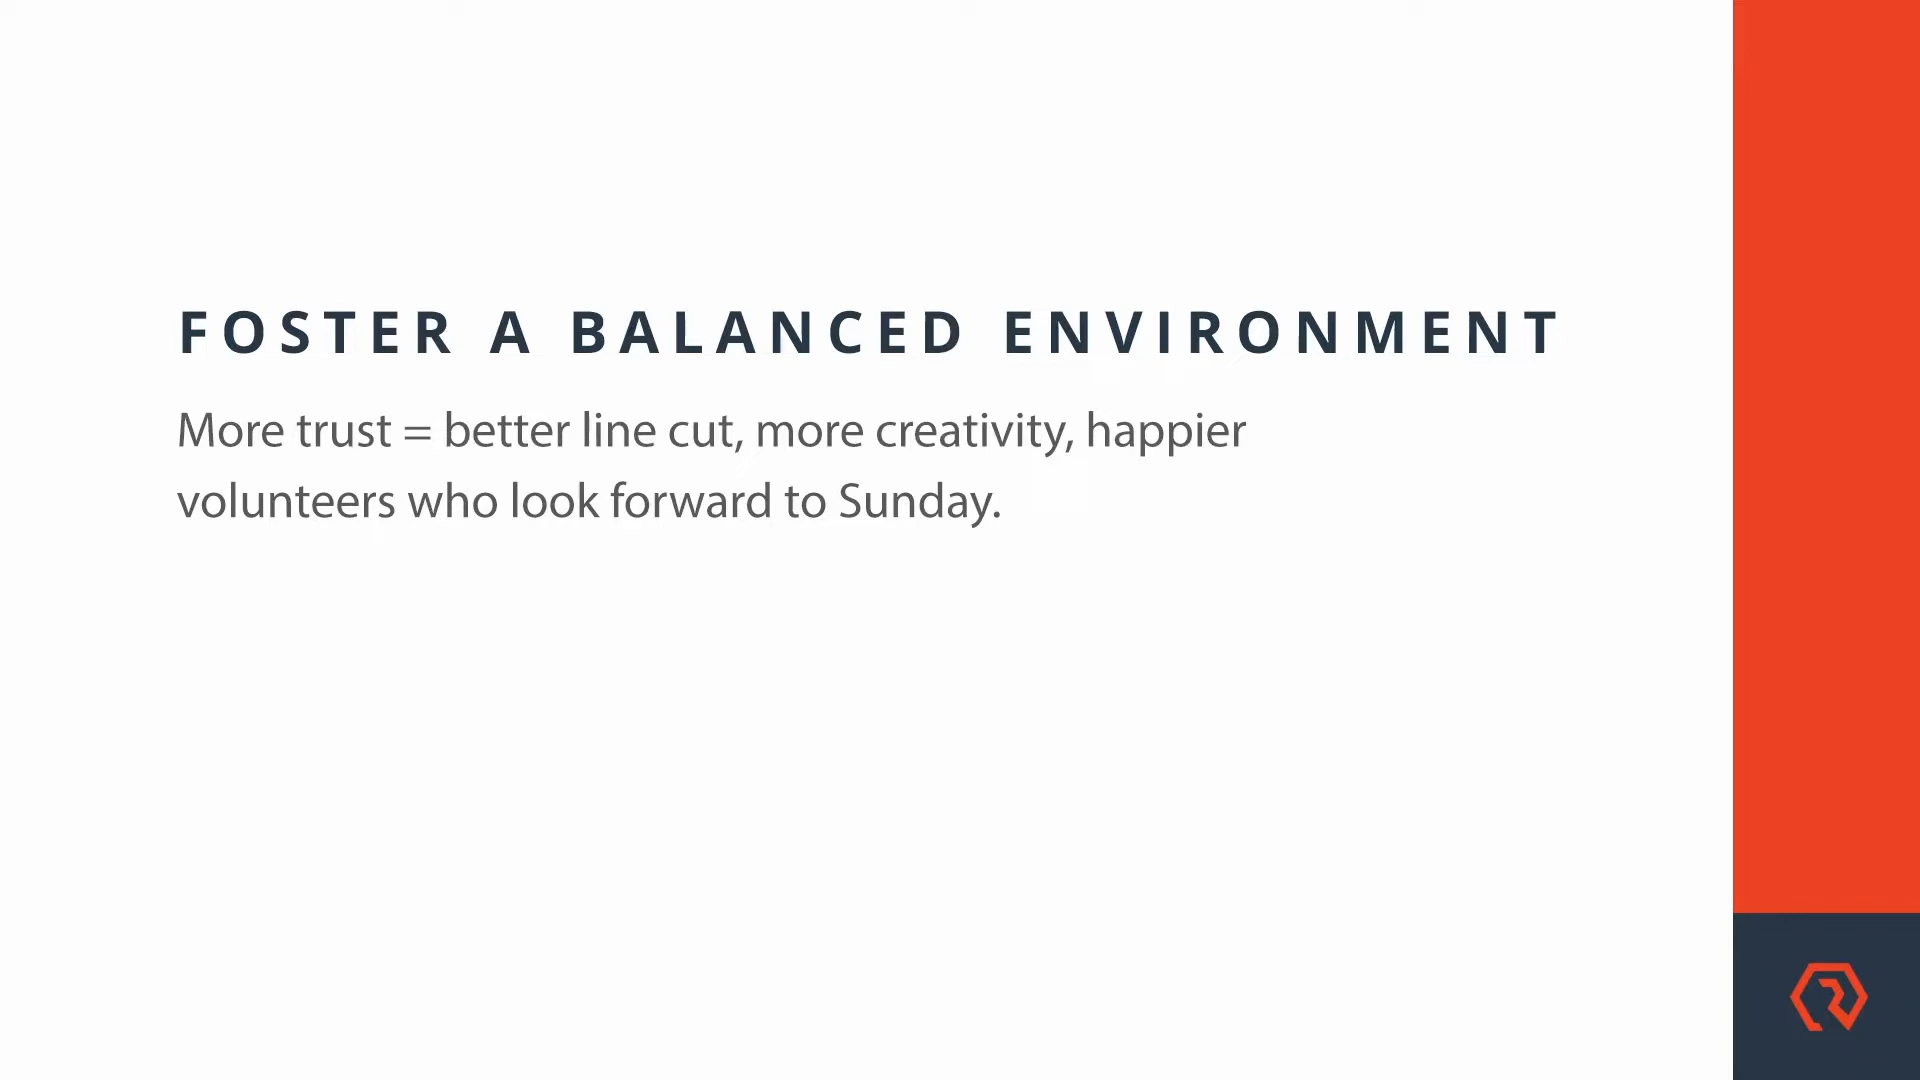 FOSTER A BALANCED ENVIRONMENT
More trust = better line cut, more creativity, happier
volunteers who look forward to Sunday.